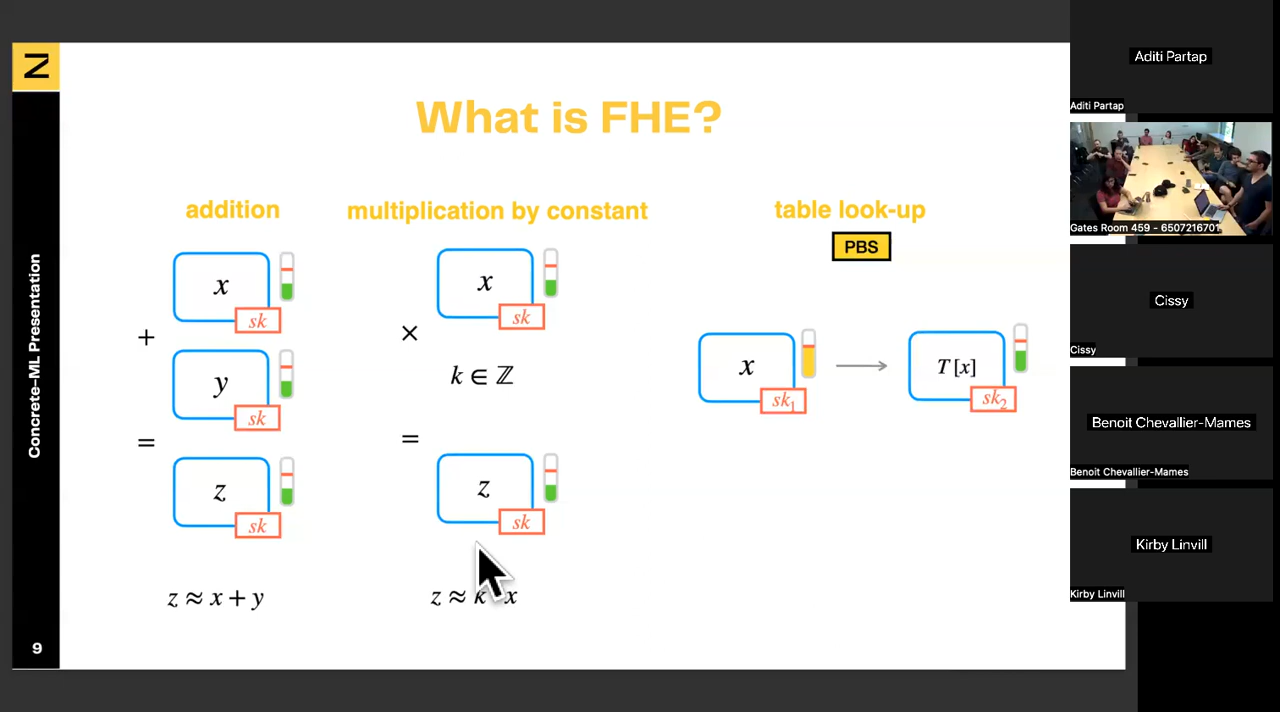 Concrete-ML Presentation
9
What is FHE?
addition
x
sk
+
y
sk
=
z
sk
z ≈ x + y
multiplication by constant
x
sk
×
k ∈ ℤ
=
z
sk
z ≈ k x
table look-up
PBS
x
sk₁
T[x]
sk₂
Aditi Partap
Aditi Partap
Gates Room 459 - 6507216701
Cissy
Cissy
Benoit Chevallier-Mames
Benoit Chevallier-Mames
Kirby Linvill
Kirby Linvill